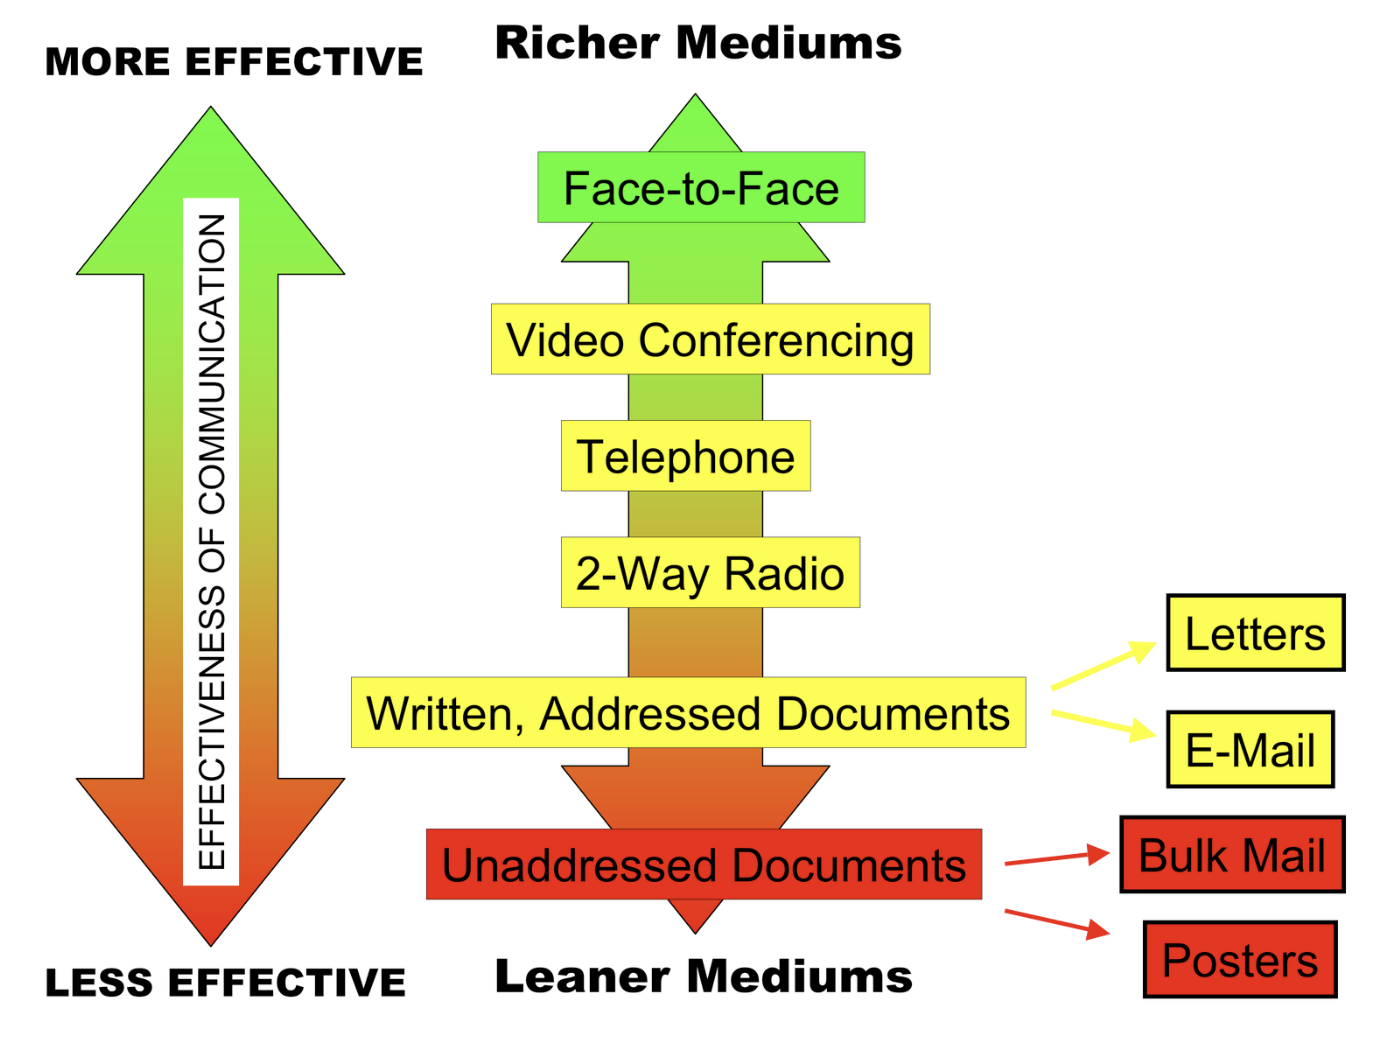 MORE EFFECTIVE
Richer Mediums
EFFECTIVENESS OF COMMUNICATION
Face-to-Face
Video Conferencing
Telephone
2-Way Radio
Written, Addressed Documents
Letters
E-Mail
Unaddressed Documents
Bulk Mail
Posters
LESS EFFECTIVE
Leaner Mediums